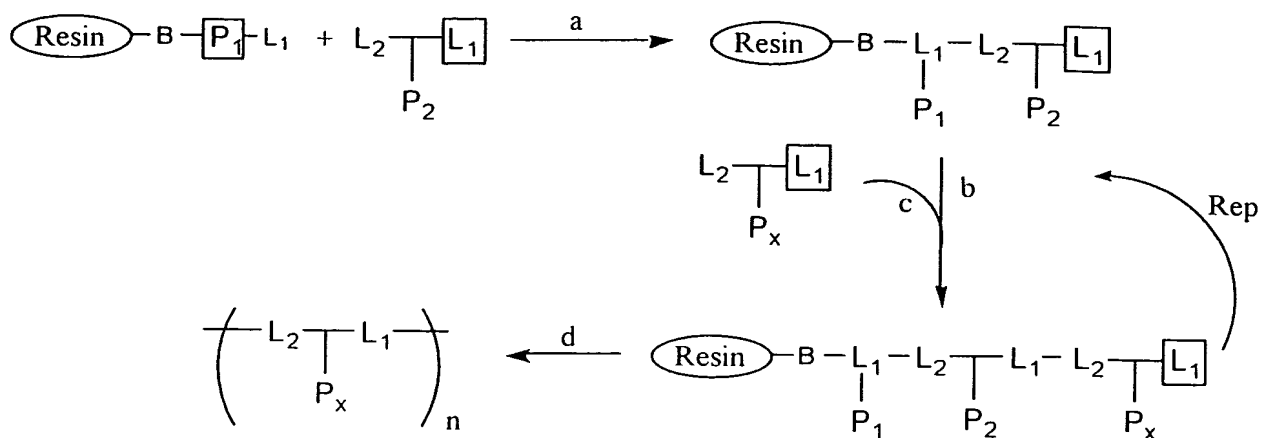 Resin B P₁ L₁ + L₂ L₁ a Resin B L₁ L₂ L₁
P₂ P₁ P₂
L₂ L₁ c b Rep
Pₓ
( L₂ L₁ )n d Resin B L₁ L₂ L₁ L₂ L₁
Pₓ P₁ P₂ Pₓ